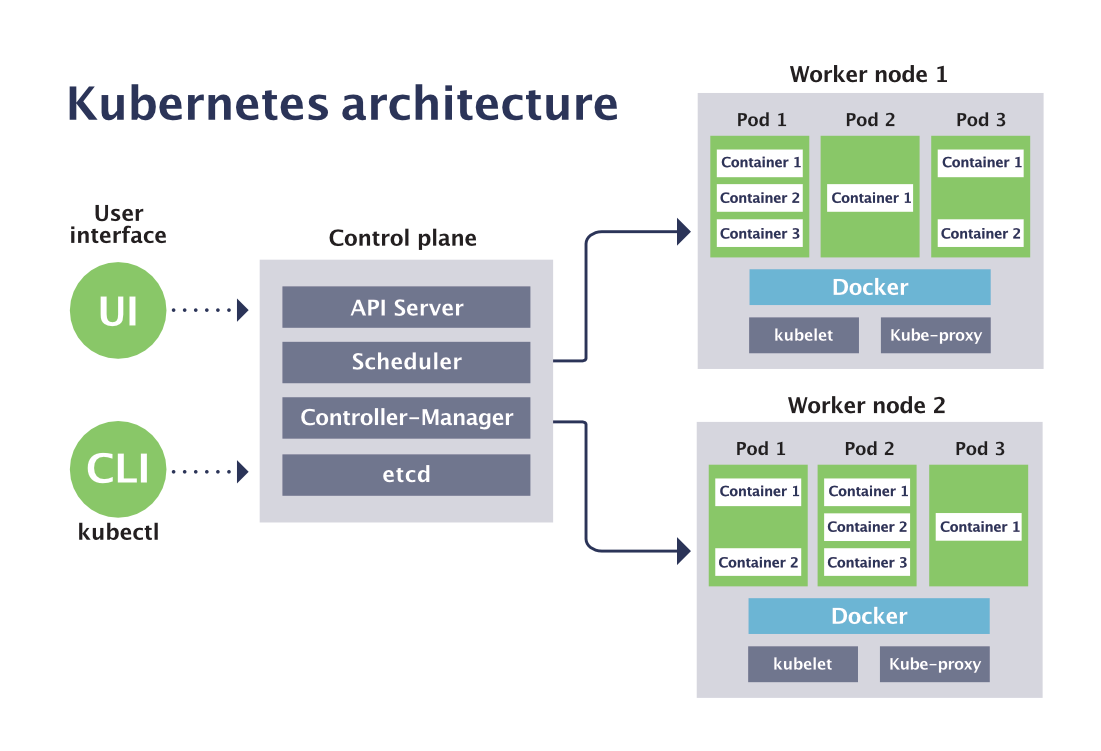 Kubernetes architecture
User
interface
UI
CLI
kubectl
Control plane
API Server
Scheduler
Controller-Manager
etcd
Worker node 1
Pod 1
Container 1
Container 2
Container 3
Pod 2
Container 1
Pod 3
Container 1
Container 2
Docker
kubelet
Kube-proxy
Worker node 2
Pod 1
Container 1
Container 2
Pod 2
Container 1
Container 2
Container 3
Pod 3
Container 1
Docker
kubelet
Kube-proxy